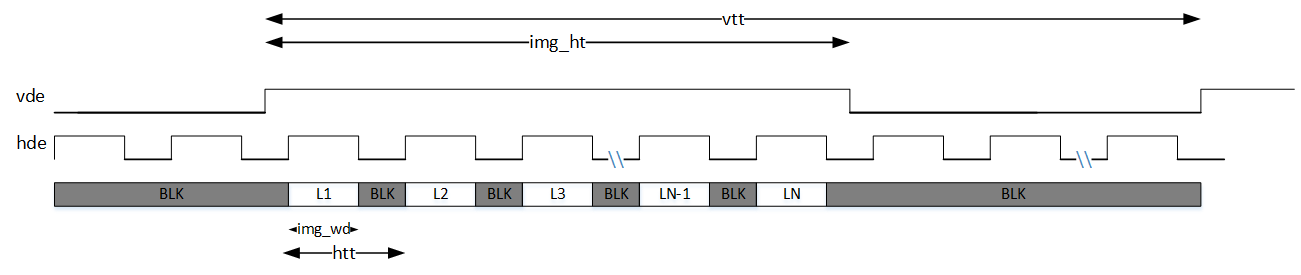 vtt
img_ht
vde
hde
BLK L1 BLK L2 BLK L3 BLK LN-1 BLK LN BLK
img_wd
htt